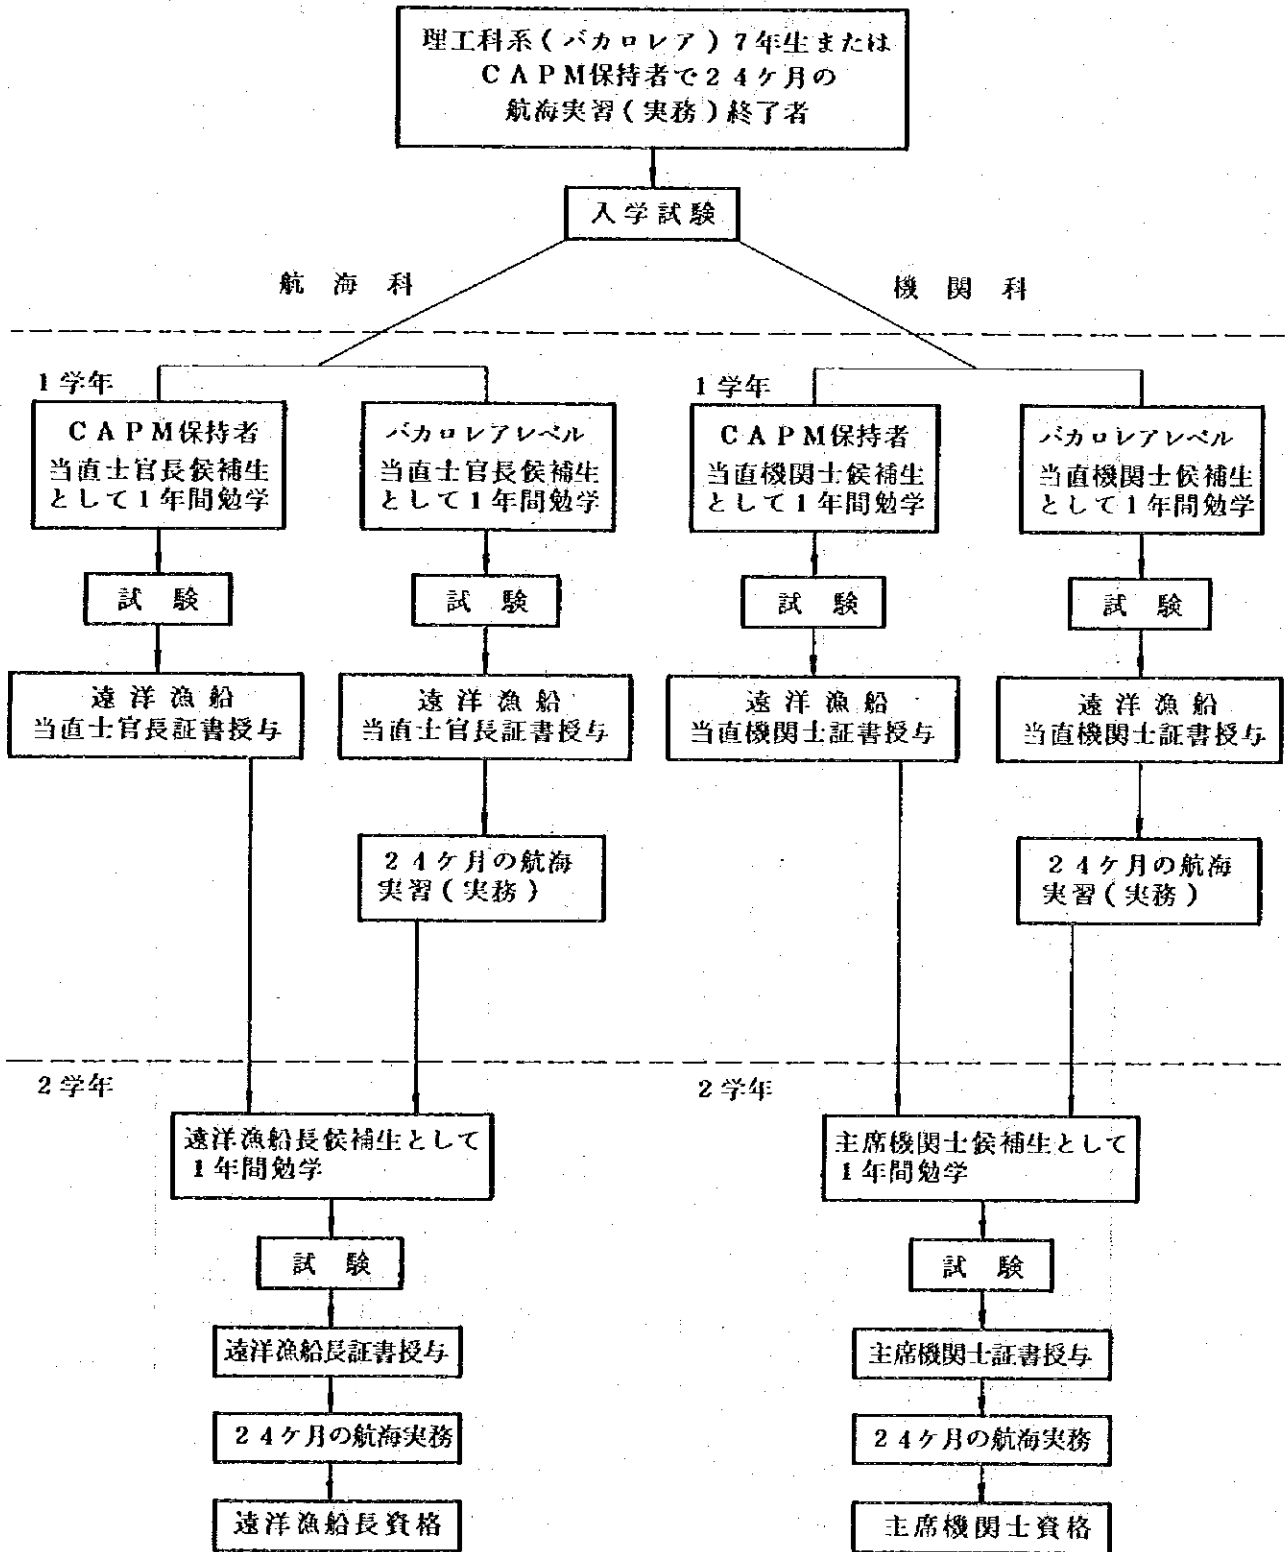 理工科系(バカロレア)7年生または
CAPM保持者で24ケ月の
航海実習(実務)終了者
入学試験
航海科
機関科
1学年
CAPM保持者
当直士官長候補生
として1年間勉学
バカロレアレベル
当直士官長候補生
として1年間勉学
1学年
CAPM保持者
当直機関士候補生
として1年間勉学
バカロレアレベル
当直機関士候補生
として1年間勉学
試験
試験
試験
試験
遠洋漁船
当直士官長証書授与
遠洋漁船
当直士官長証書授与
遠洋漁船
当直機関士証書授与
遠洋漁船
当直機関士証書授与
24ケ月の航海
実習(実務)
24ケ月の航海
実習(実務)
2学年
2学年
遠洋漁船長候補生として
1年間勉学
主席機関士候補生として
1年間勉学
試験
試験
遠洋漁船長証書授与
主席機関士証書授与
24ケ月の航海実務
24ケ月の航海実務
遠洋漁船長資格
主席機関士資格